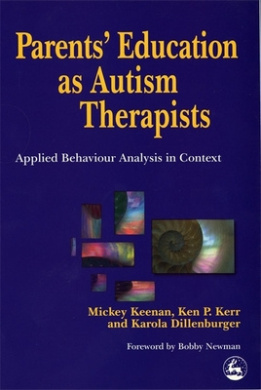 Parents' Education
as Autism
Therapists
Applied Behaviour Analysis in Context
Mickey Keenan, Ken P. Kerr
and Karola Dillenburger
Foreword by Bobby Newman